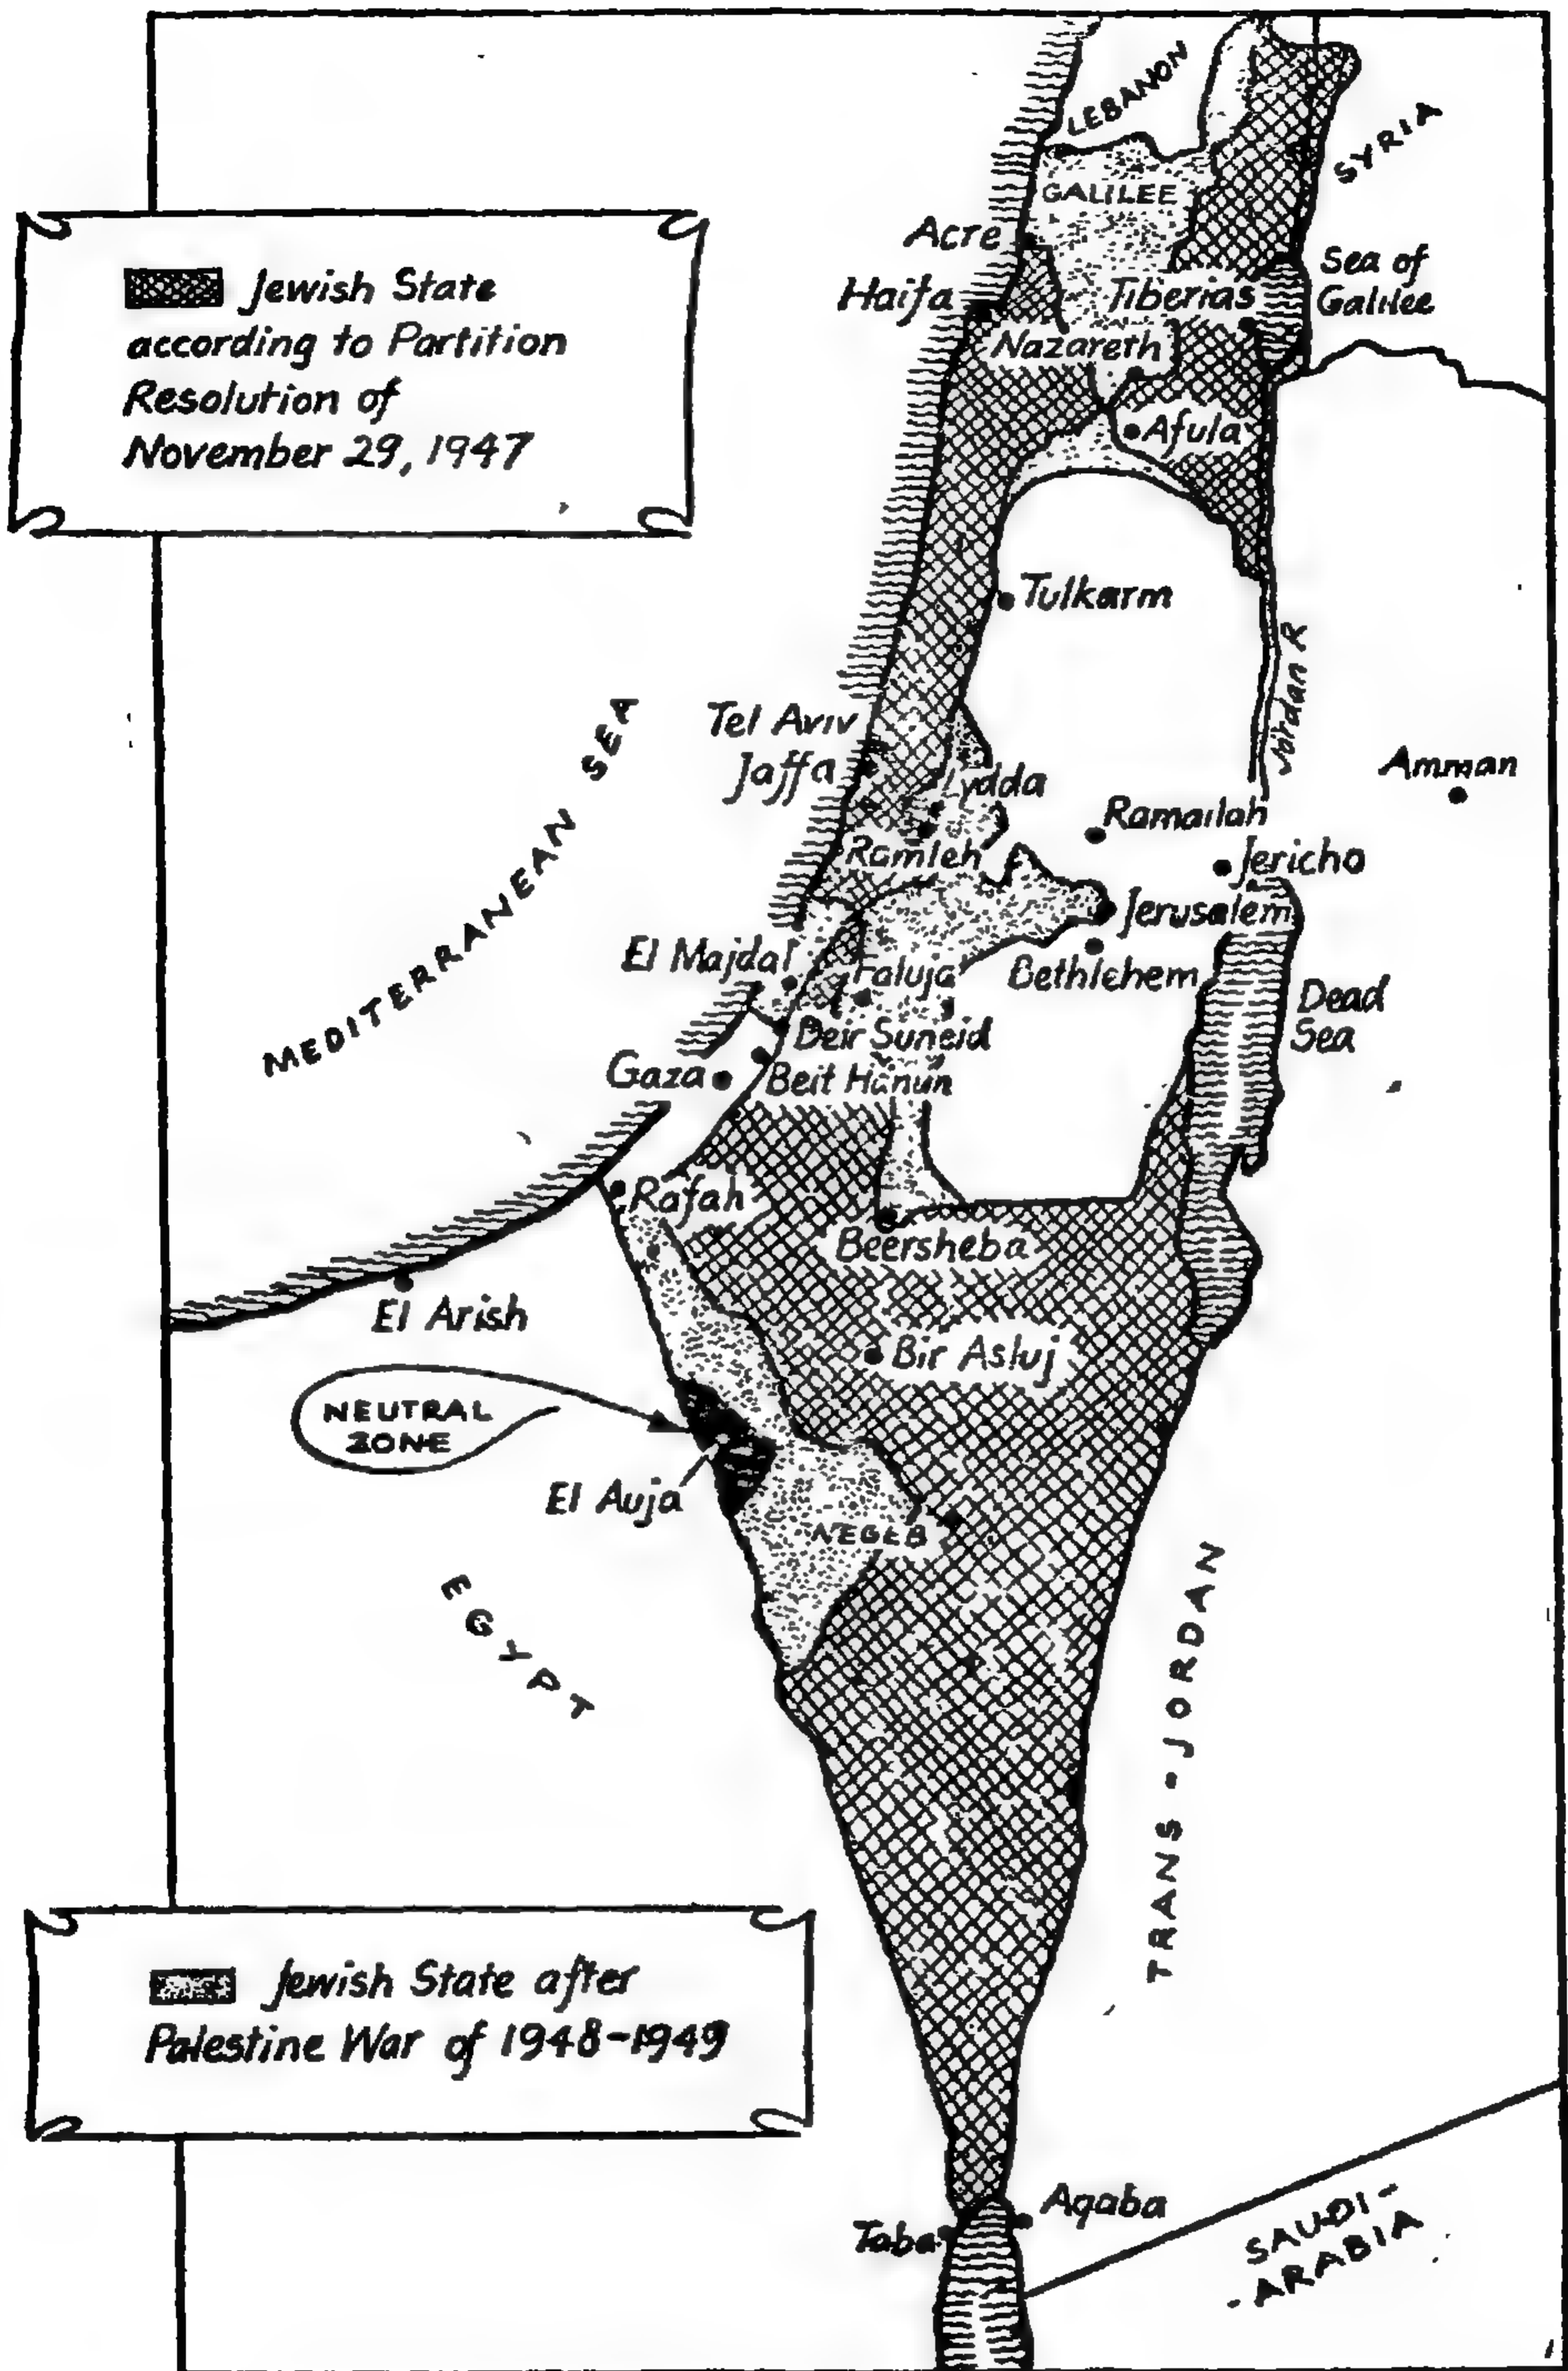 LEBANON
SYRIA
GALILEE
Acre
Sea of
Galilee
Haifa
Tiberias
Nazareth
Jewish State
according to Partition
Resolution of
November 29, 1947
Afula
Tulkarm
Jordan R
Tel Aviv
Jaffa
Lydda
Amman
Ramallah
Ramleh
Jericho
Jerusalem
MEDITERRANEAN SEA
El Majdal
Faluja
Bethlehem
Dead
Sea
Deir Suneid
Gaza
Beit Hanun
Rafah
Beersheba
El Arish
Bir Asluj
NEUTRAL
ZONE
El Auja
NEGEB
EGYPT
TRANS-JORDAN
Jewish State after
Palestine War of 1948-1949
Aqaba
Taba
SAUDI-
-ARABIA